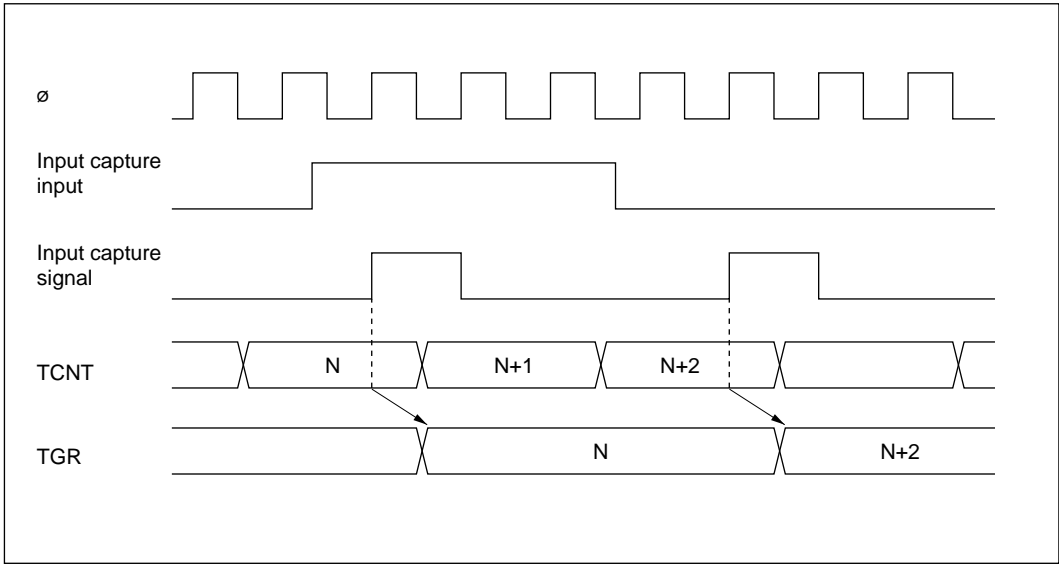 ø
Input capture
input
Input capture
signal
TCNT
N
N+1
N+2
TGR
N
N+2